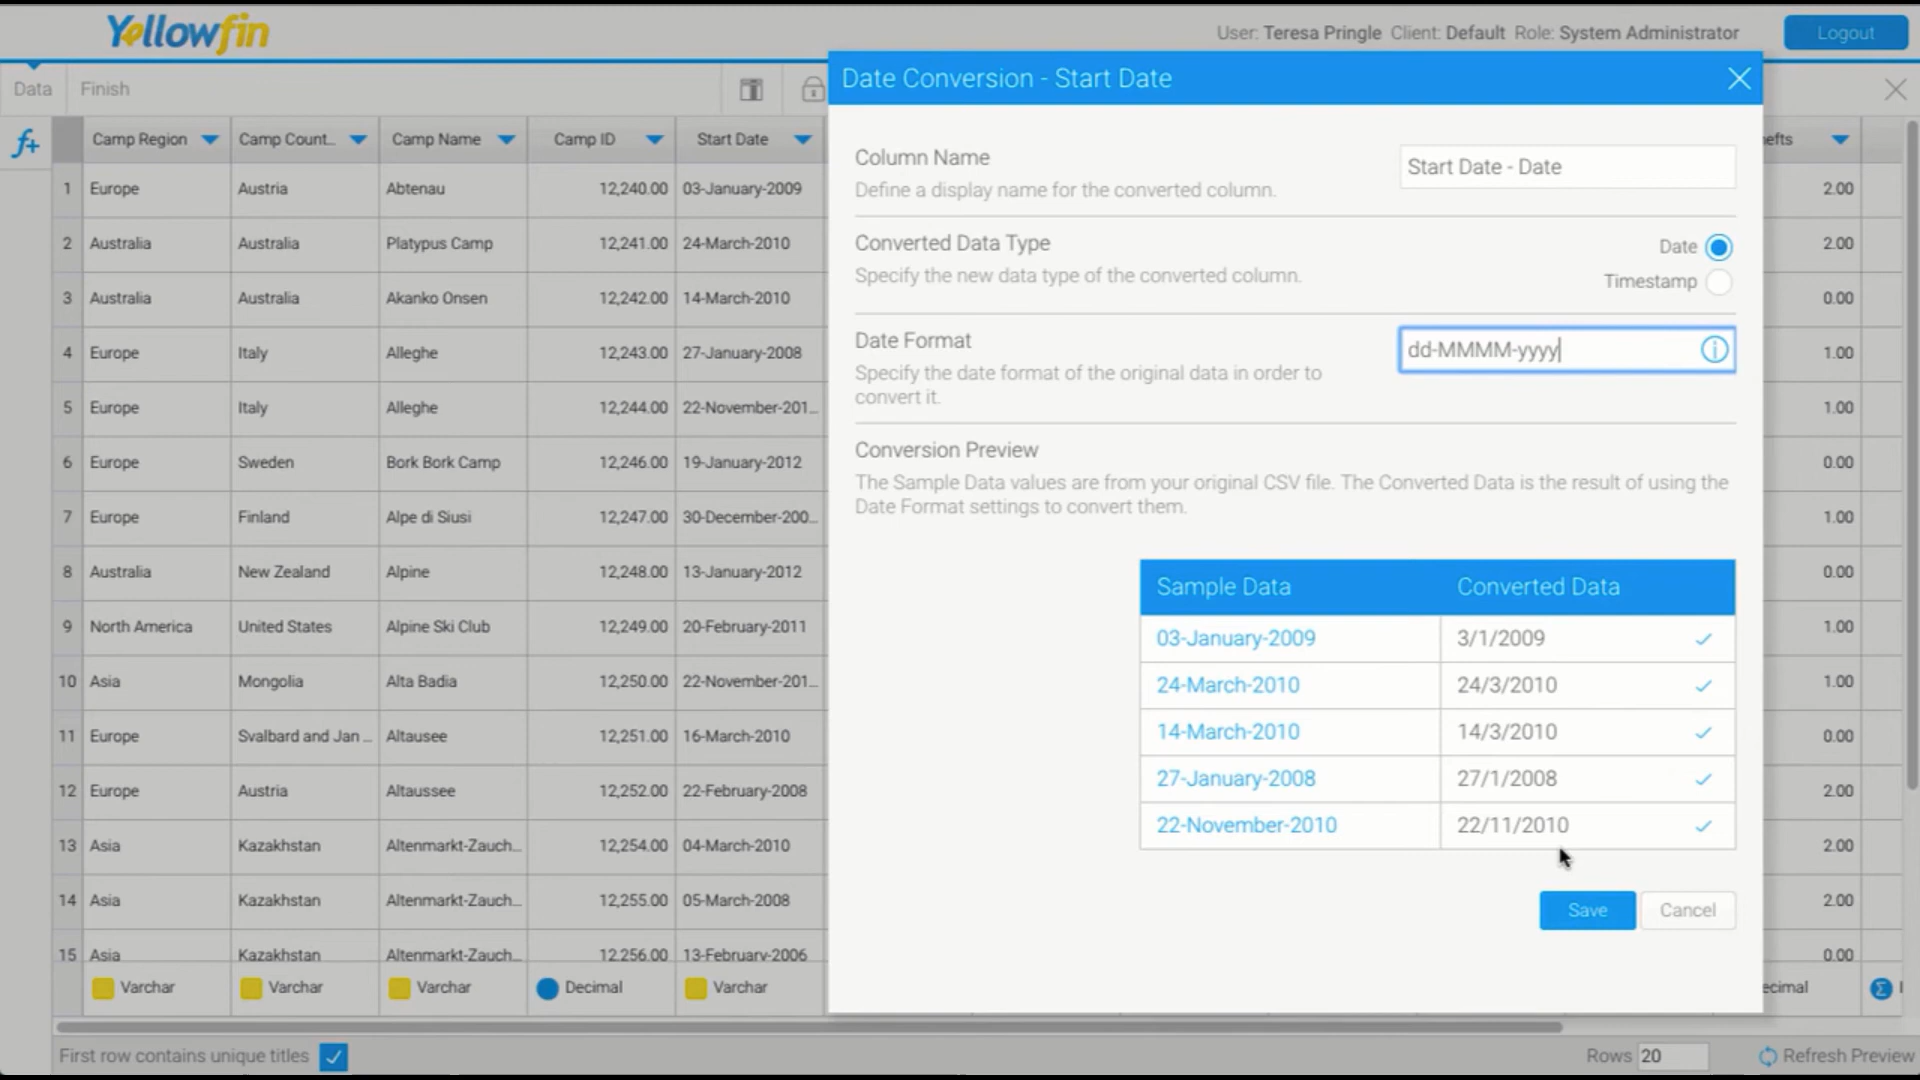 Yellowfin
User: Teresa Pringle Client: Default Role: System Administrator
Logout
Data
Finish
Date Conversion - Start Date
Camp Region
Camp Count...
Camp Name
Camp ID
Start Date
1 Europe Austria Abtenau 12,240.00 03-January-2009 2.00
2 Australia Australia Platypus Camp 12,241.00 24-March-2010 2.00
3 Australia Australia Akanko Onsen 12,242.00 14-March-2010 0.00
4 Europe Italy Alleghe 12,243.00 27-January-2008 1.00
5 Europe Italy Alleghe 12,244.00 22-November-201... 1.00
6 Europe Sweden Bork Bork Camp 12,246.00 19-January-2012 0.00
7 Europe Finland Alpe di Siusi 12,247.00 30-December-200... 1.00
8 Australia New Zealand Alpine 12,248.00 13-January-2012 0.00
9 North America United States Alpine Ski Club 12,249.00 20-February-2011 1.00
10 Asia Mongolia Alta Badia 12,250.00 22-November-201... 1.00
11 Europe Svalbard and Jan ... Altausee 12,251.00 16-March-2010 0.00
12 Europe Austria Altaussee 12,252.00 22-February-2008 2.00
13 Asia Kazakhstan Altenmarkt-Zauch... 12,254.00 04-March-2010 2.00
14 Asia Kazakhstan Altenmarkt-Zauch... 12,255.00 05-March-2008 2.00
15 Asia Kazakhstan Altenmarkt-Zauch... 12,256.00 13-February-2006 0.00
Varchar Varchar Varchar Decimal Varchar
Column Name
Start Date - Date
Define a display name for the converted column.
Converted Data Type
Date
Specify the new data type of the converted column.
Timestamp
Date Format
dd-MMMM-yyyy
Specify the date format of the original data in order to
convert it.
Conversion Preview
The Sample Data values are from your original CSV file. The Converted Data is the result of using the
Date Format settings to convert them.
Sample Data Converted Data
03-January-2009 3/1/2009
24-March-2010 24/3/2010
14-March-2010 14/3/2010
27-January-2008 27/1/2008
22-November-2010 22/11/2010
Save
Cancel
First row contains unique titles
Rows 20
Refresh Preview